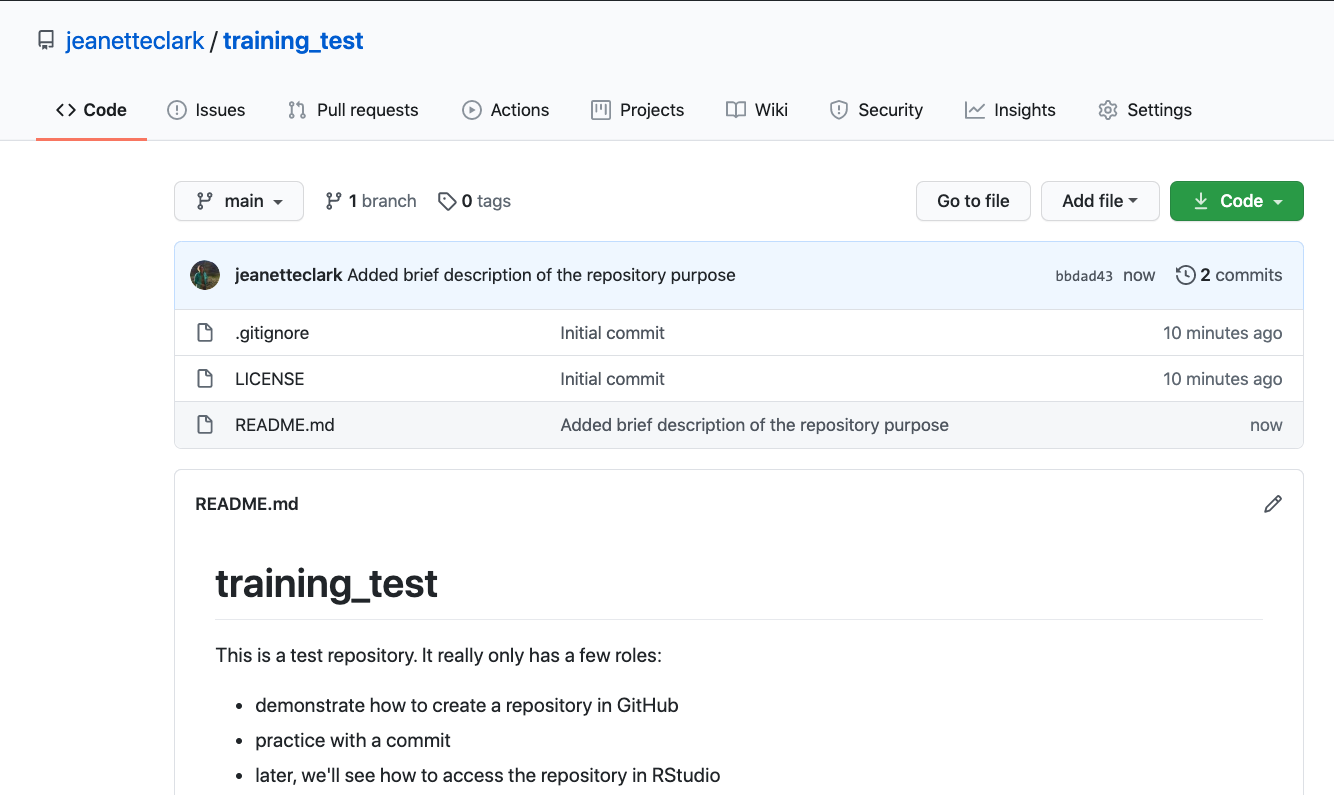 jeanetteclark / training_test
Code Issues Pull requests Actions Projects Wiki Security Insights Settings
main 1 branch 0 tags Go to file Add file Code
jeanetteclark Added brief description of the repository purpose bbdad43 now 2 commits
.gitignore Initial commit 10 minutes ago
LICENSE Initial commit 10 minutes ago
README.md Added brief description of the repository purpose now
README.md
training_test
This is a test repository. It really only has a few roles:
• demonstrate how to create a repository in GitHub
• practice with a commit
• later, we'll see how to access the repository in RStudio